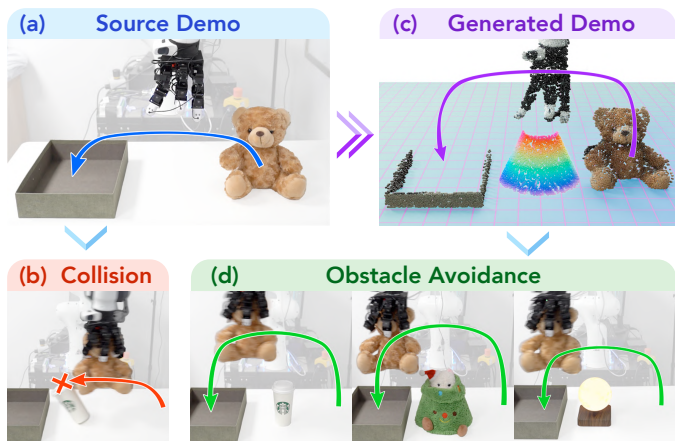 (a) Source Demo
(c) Generated Demo
(b) Collision
(d) Obstacle Avoidance